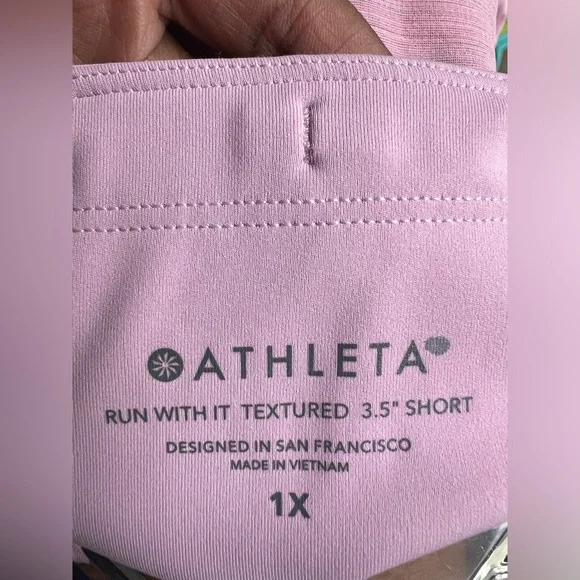 ATHLETA
RUN WITH IT TEXTURED 3.5" SHORT
DESIGNED IN SAN FRANCISCO
MADE IN VIETNAM
1X